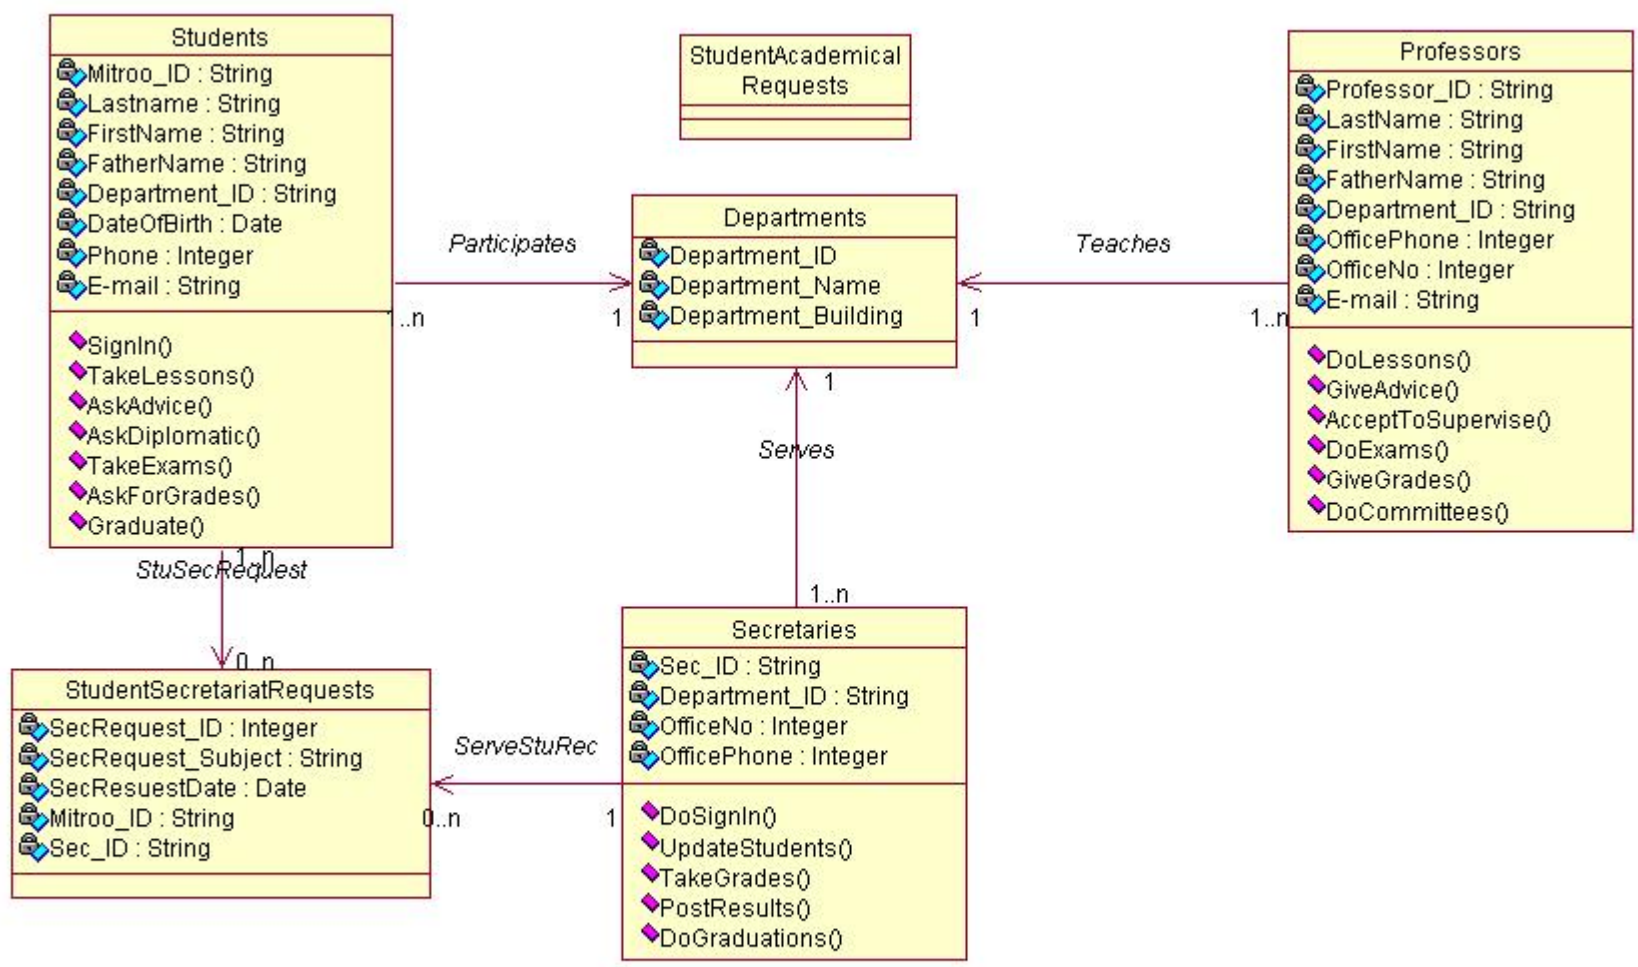 Students
Mitroo_ID : String
Lastname : String
FirstName : String
FatherName : String
Department_ID : String
DateOfBirth : Date
Phone : Integer
E-mail : String
SignIn()
TakeLessons()
AskAdvice()
AskDiplomatic()
TakeExams()
AskForGrades()
Graduate()
StudentAcademical
Requests
Professors
Professor_ID : String
LastName : String
FirstName : String
FatherName : String
Department_ID : String
OfficePhone : Integer
OfficeNo : Integer
E-mail : String
DoLessons()
GiveAdvice()
AcceptToSupervise()
DoExams()
GiveGrades()
DoCommittees()
Participates
1..n
1
Departments
Department_ID
Department_Name
Department_Building
Teaches
1
1..n
1
Serves
1..n
1..n
StuSecRequest
0..n
StudentSecretariatRequests
SecRequest_ID : Integer
SecRequest_Subject : String
SecResuestDate : Date
Mitroo_ID : String
Sec_ID : String
ServeStuRec
0..n
1
Secretaries
Sec_ID : String
Department_ID : String
OfficeNo : Integer
OfficePhone : Integer
DoSignIn()
UpdateStudents()
TakeGrades()
PostResults()
DoGraduations()